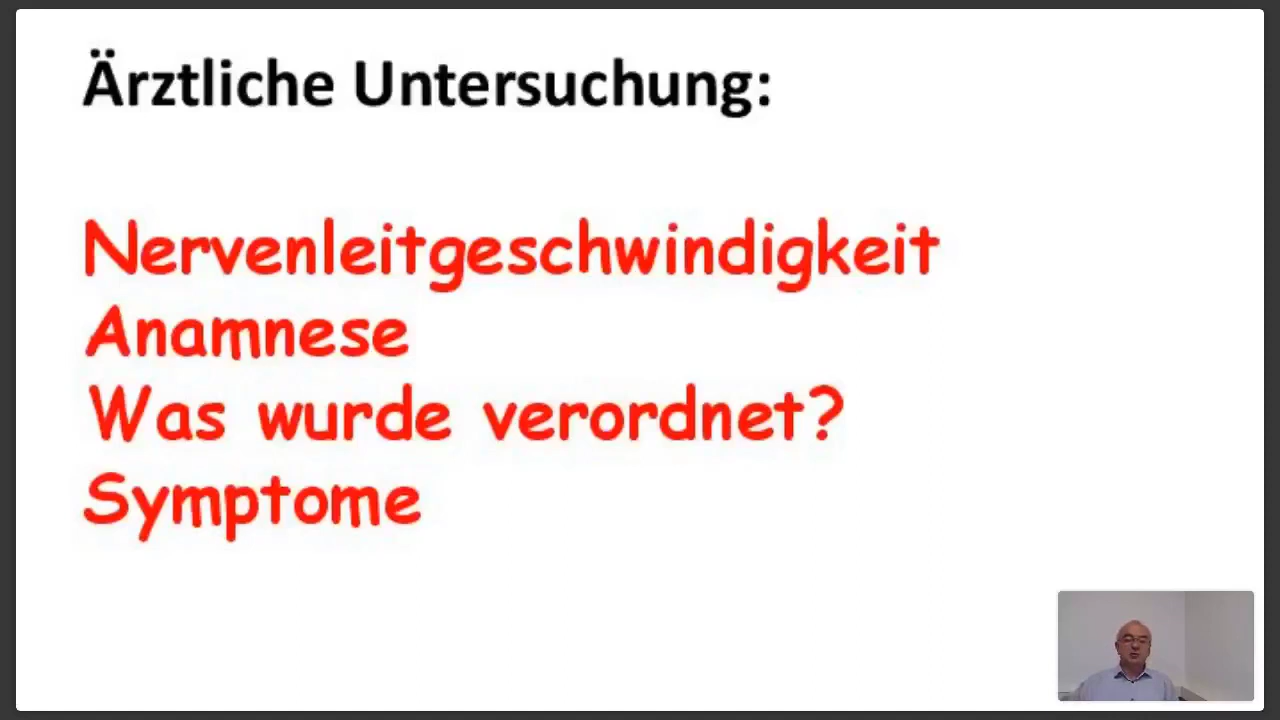 Ärztliche Untersuchung:
Nervenleitgeschwindigkeit
Anamnese
Was wurde verordnet?
Symptome